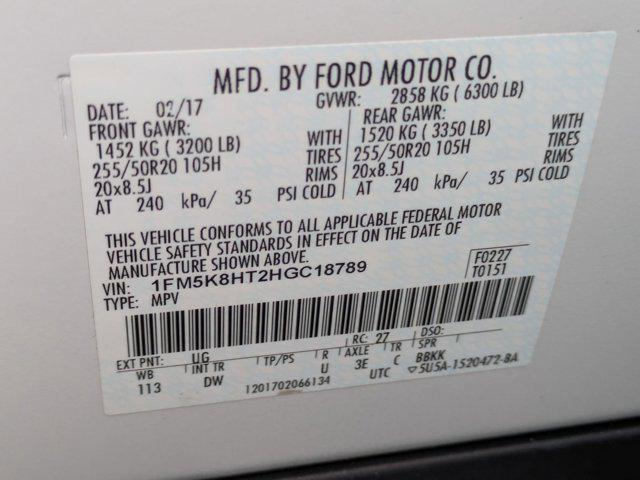 MFD. BY FORD MOTOR CO.
DATE: 02/17 GVWR: 2858 KG ( 6300 LB)
FRONT GAWR: REAR GAWR:
1452 KG ( 3200 LB) WITH 1520 KG ( 3350 LB) WITH
255/50R20 105H TIRES 255/50R20 105H TIRES
20x8.5J RIMS 20x8.5J RIMS
AT 240 kPa/ 35 PSI COLD AT 240 kPa/ 35 PSI COLD
THIS VEHICLE CONFORMS TO ALL APPLICABLE FEDERAL MOTOR
VEHICLE SAFETY STANDARDS IN EFFECT ON THE DATE OF
MANUFACTURE SHOWN ABOVE.
VIN: 1FM5K8HT2HGC18789 F0227
TYPE: MPV T0151
EXT PNT: UG RC: 27 DSO:
WB INT TR TP/PS R AXLE TR SPR BBKK
113 DW U 3E C
1201702066134 UTC ▽5U5A-1520472-BA